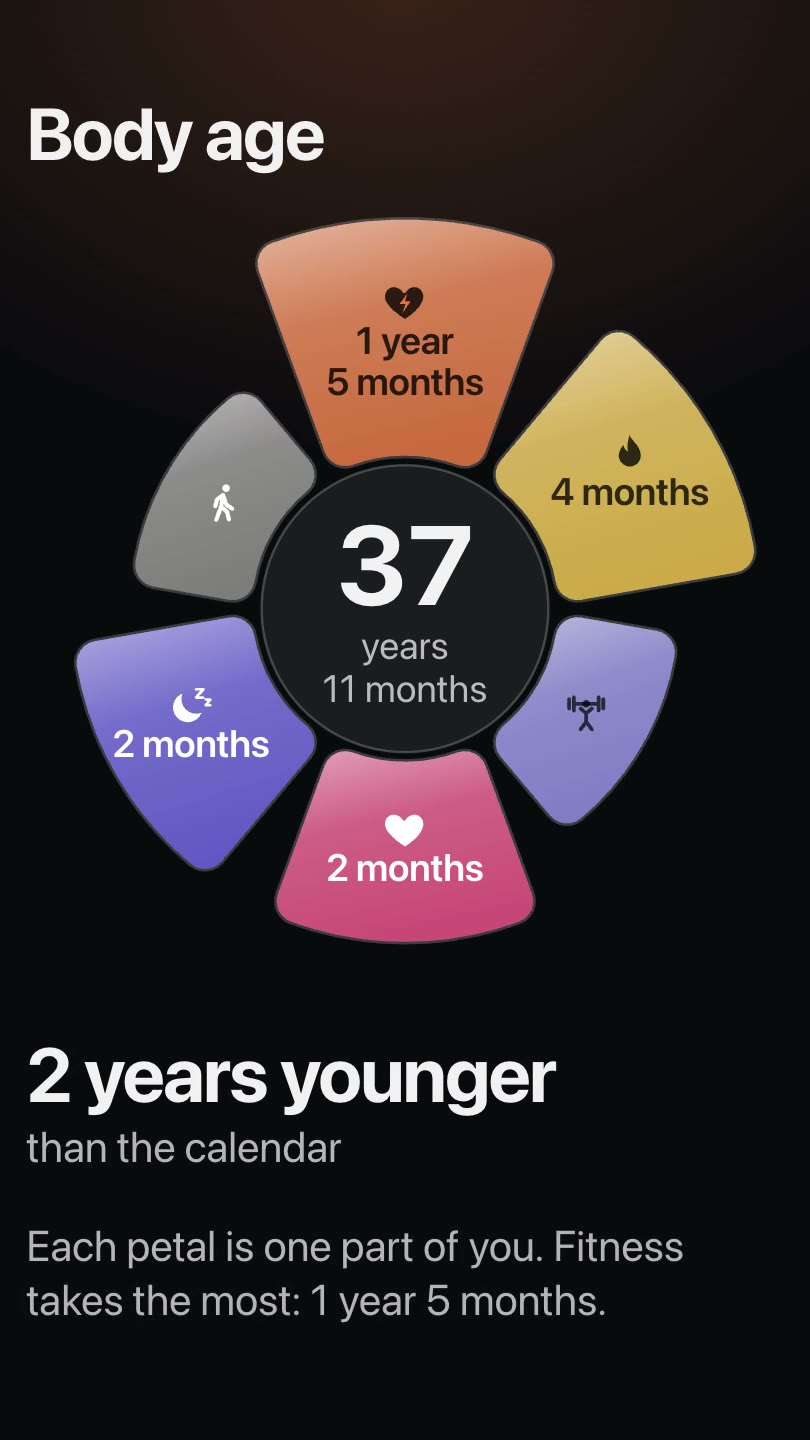 Body age
1 year
5 months
4 months
37
years
11 months
zzz
2 months
2 months
2 years younger
than the calendar
Each petal is one part of you. Fitness
takes the most: 1 year 5 months.